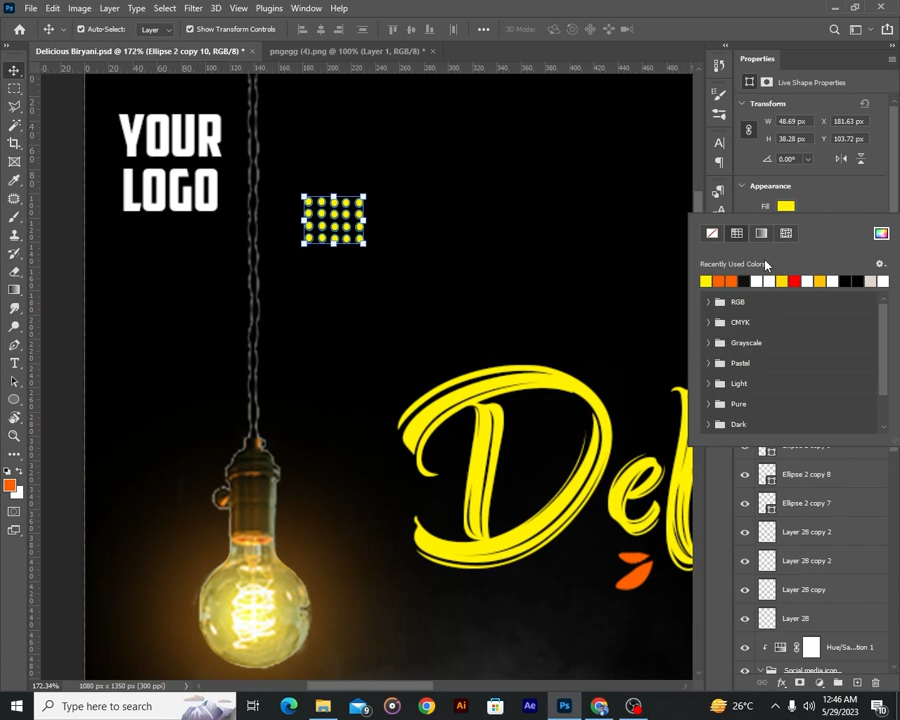 File Edit Image Layer Type Select Filter 3D View Plugins Window Help
Auto-Select: Layer Show Transform Controls 3D Mode:
Delicious Biryani.psd @ 172% (Ellipse 2 copy 10, RGB/8) * × pngegg (4).png @ 100% (Layer 1, RGB/8) * ×
Properties
Live Shape Properties
Transform
W 48.69 px X 181.63 px
H 38.28 px Y 103.72 px
0.00°
Appearance
Fill
Recently Used Colors
RGB
CMYK
Grayscale
Pastel
Light
Pure
Dark
YOUR
LOGO
Del
Ellipse 2 copy 8
Ellipse 2 copy 7
Layer 28 copy 2
Layer 28 copy 2
Layer 28 copy
Layer 28
Hue/Sa...tion 1
Social media icon...
172.34% 1080 px x 1350 px (300 ppi)
Type here to search
26°C
12:46 AM
5/29/2023